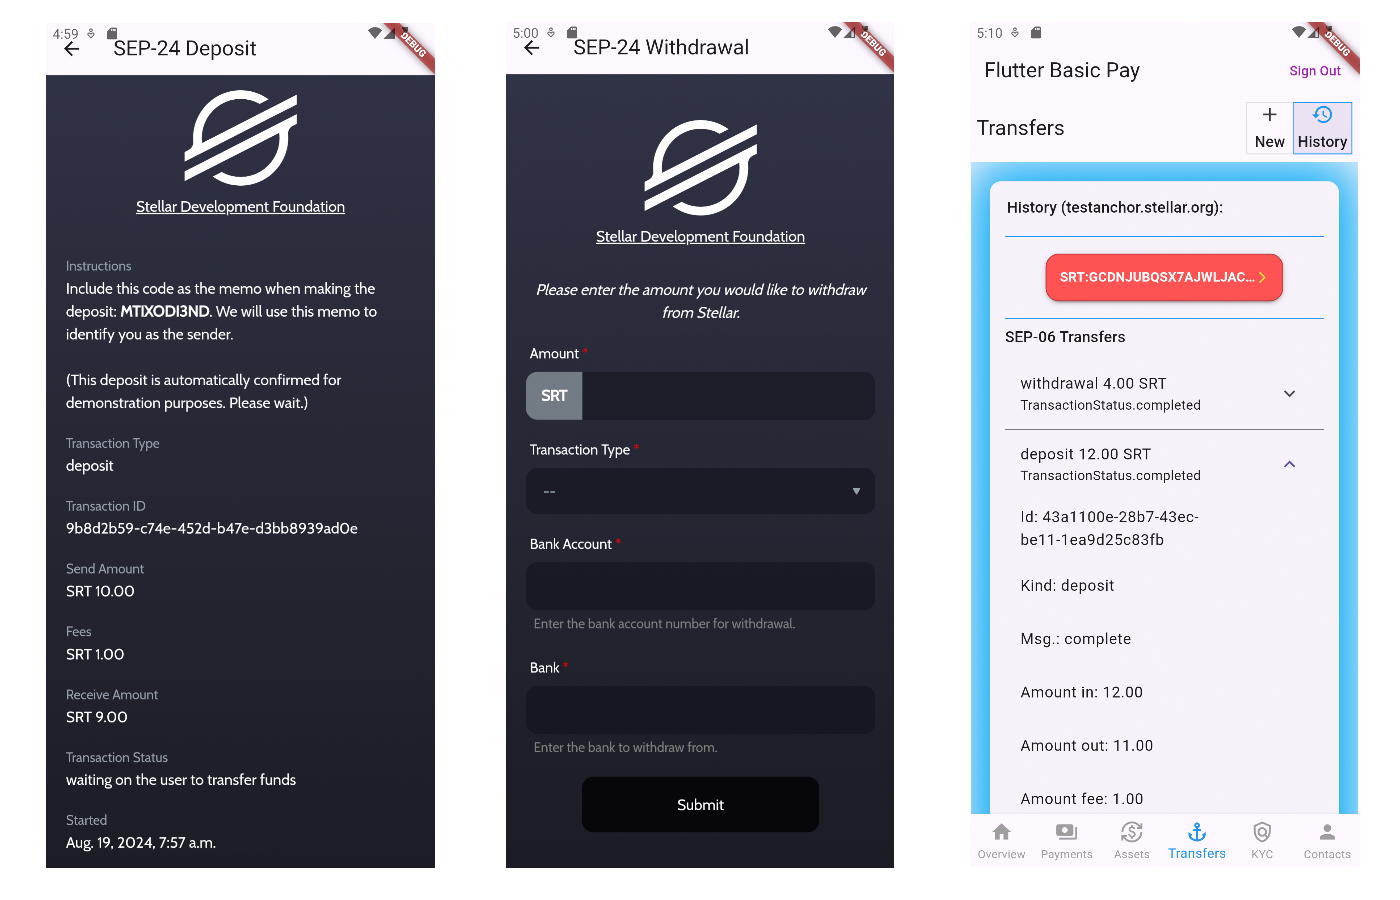 4:59
SEP-24 Deposit
DEBUG
Stellar Development Foundation
Instructions
Include this code as the memo when making the
deposit: MTIXODI3ND. We will use this memo to
identify you as the sender.
(This deposit is automatically confirmed for
demonstration purposes. Please wait.)
Transaction Type
deposit
Transaction ID
9b8d2b59-c74e-452d-b47e-d3bb8939ad0e
Send Amount
SRT 10.00
Fees
SRT 1.00
Receive Amount
SRT 9.00
Transaction Status
waiting on the user to transfer funds
Started
Aug. 19, 2024, 7:57 a.m.
5:00
SEP-24 Withdrawal
DEBUG
Stellar Development Foundation
Please enter the amount you would like to withdraw
from Stellar.
Amount *
SRT
Transaction Type *
--
Bank Account *
Enter the bank account number for withdrawal.
Bank *
Enter the bank to withdraw from.
Submit
5:10
DEBUG
Flutter Basic Pay
Sign Out
Transfers
New
History
History (testanchor.stellar.org):
SRT:GCDNJUBQSX7AJWLJAC...
SEP-06 Transfers
withdrawal 4.00 SRT
TransactionStatus.completed
deposit 12.00 SRT
TransactionStatus.completed
Id: 43a1100e-28b7-43ec-
be11-1ea9d25c83fb
Kind: deposit
Msg.: complete
Amount in: 12.00
Amount out: 11.00
Amount fee: 1.00
Overview
Payments
Assets
Transfers
KYC
Contacts